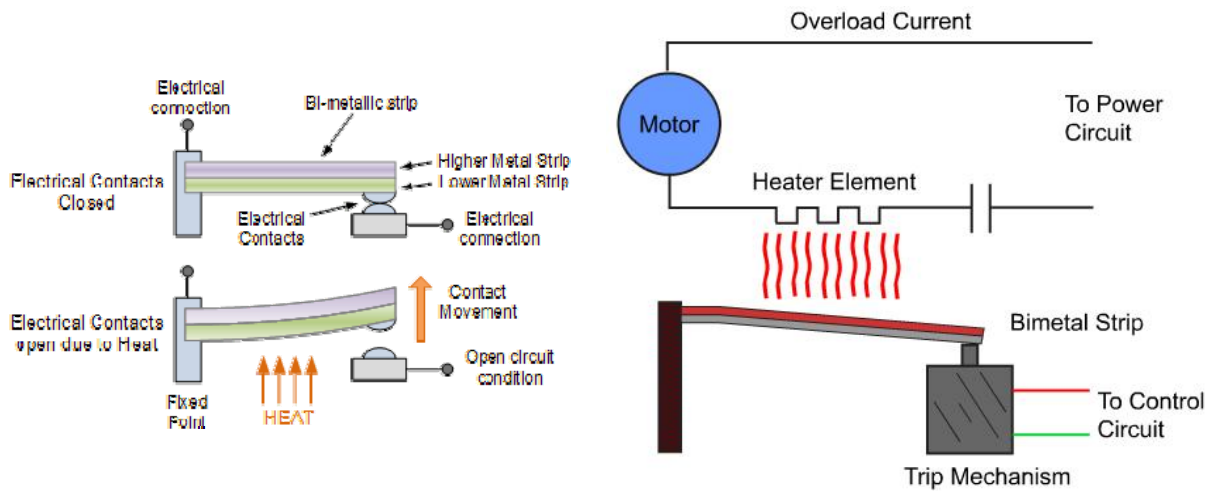 Electrical
connection
Bi-metallic strip
Electrical Contacts
Closed
Higher Metal Strip
Lower Metal Strip
Electrical
Contacts
Electrical
connection
Electrical Contacts
open due to Heat
Contact
Movement
Open circuit
condition
Fixed
Point
HEAT
Overload Current
Motor
To Power
Circuit
Heater Element
Bimetal Strip
To Control
Circuit
Trip Mechanism